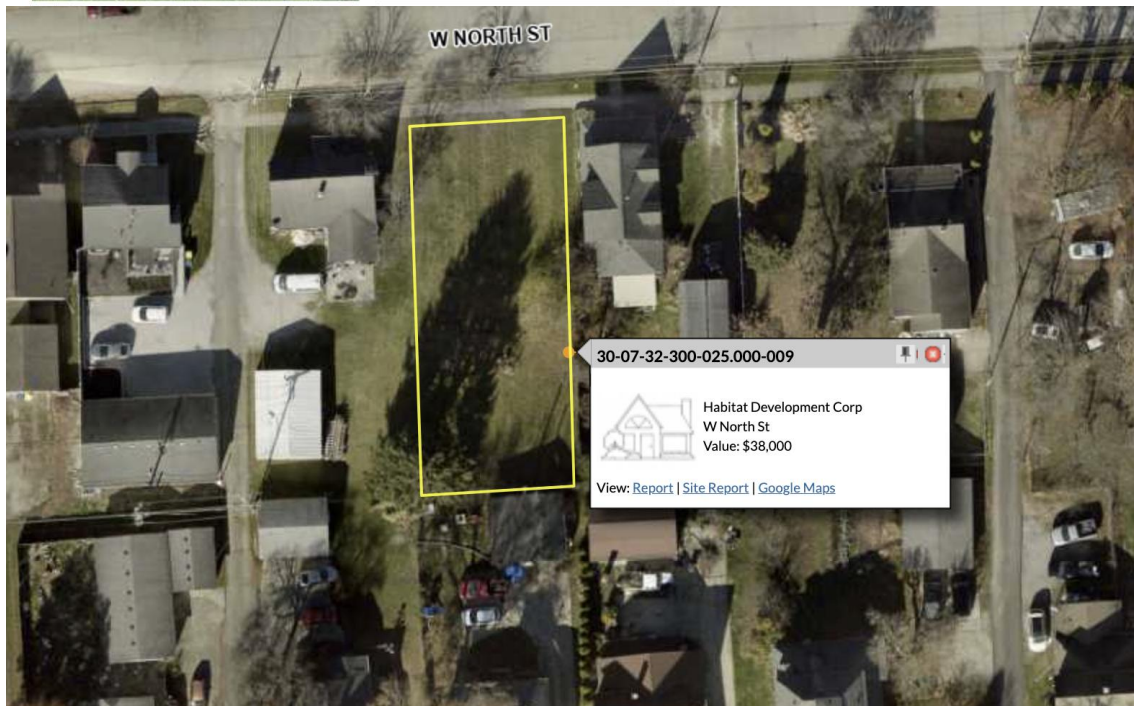 W NORTH ST
30-07-32-300-025.000-009
Habitat Development Corp
W North St
Value: $38,000
View: Report | Site Report | Google Maps